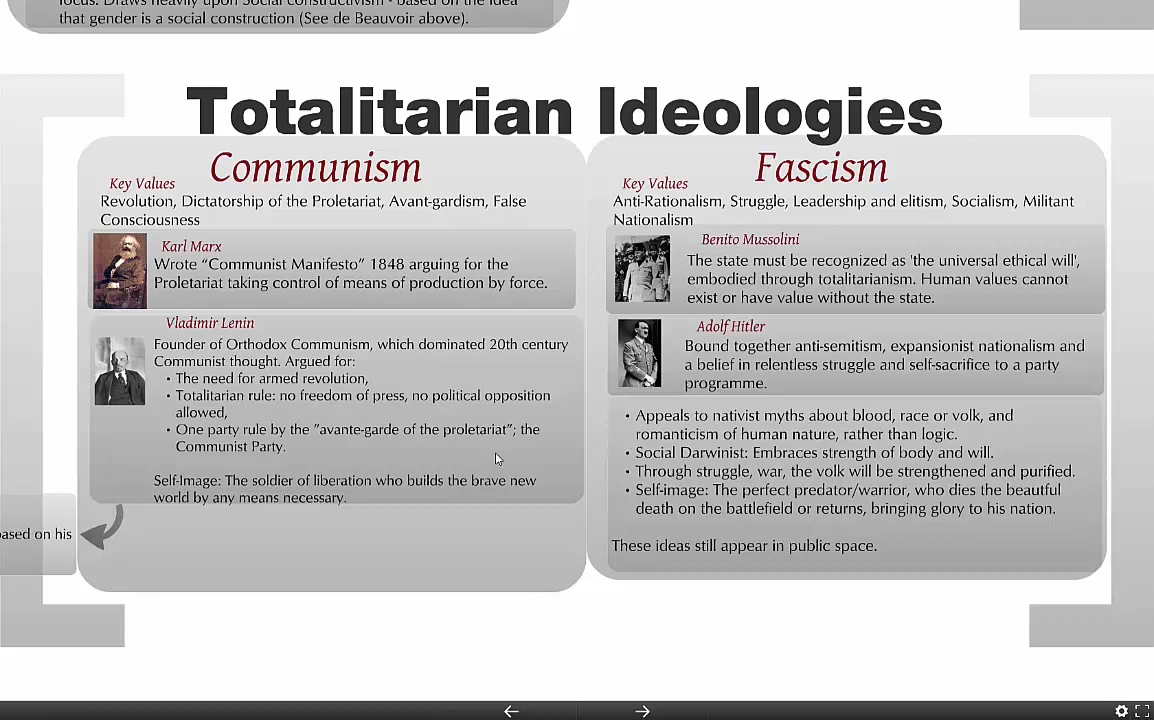 focus. Draws heavily upon Social constructivism - based on the idea
that gender is a social construction (See de Beauvoir above).
Totalitarian Ideologies
Communism
Key Values
Revolution, Dictatorship of the Proletariat, Avant-gardism, False
Consciousness
Karl Marx
Wrote “Communist Manifesto” 1848 arguing for the
Proletariat taking control of means of production by force.
Vladimir Lenin
Founder of Orthodox Communism, which dominated 20th century
Communist thought. Argued for:
• The need for armed revolution,
• Totalitarian rule: no freedom of press, no political opposition
allowed,
• One party rule by the ”avante-garde of the proletariat”; the
Communist Party.
Self-Image: The soldier of liberation who builds the brave new
world by any means necessary.
based on his
Fascism
Key Values
Anti-Rationalism, Struggle, Leadership and elitism, Socialism, Militant
Nationalism
Benito Mussolini
The state must be recognized as 'the universal ethical will',
embodied through totalitarianism. Human values cannot
exist or have value without the state.
Adolf Hitler
Bound together anti-semitism, expansionist nationalism and
a belief in relentless struggle and self-sacrifice to a party
programme.
• Appeals to nativist myths about blood, race or volk, and
romanticism of human nature, rather than logic.
• Social Darwinist: Embraces strength of body and will.
• Through struggle, war, the volk will be strengthened and purified.
• Self-image: The perfect predator/warrior, who dies the beautful
death on the battlefield or returns, bringing glory to his nation.
These ideas still appear in public space.